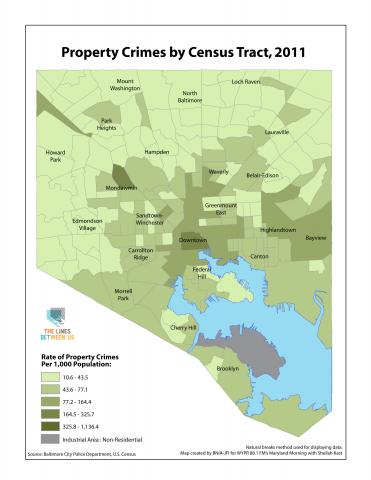 Property Crimes by Census Tract, 2011
Mount
Washington
Loch Raven
North
Baltimore
Park
Heights
Lauraville
Howard
Park
Hampden
Waverly
Belair-Edison
Mondawmin
Greenmount
East
Sandtown-
Winchester
Edmondson
Village
Highlandtown
Downtown
Bayview
Carrollton
Ridge
Canton
Federal
Hill
Morrell
Park
Cherry Hill
THE LINES
BETWEEN US
Brooklyn
Rate of Property Crimes
Per 1,000 Population:
10.6 - 43.5
43.6 - 77.1
77.2 - 164.4
164.5 - 325.7
325.8 - 1,136.4
Industrial Area : Non-Residential
Natural breaks method used for displaying data.
Source: Baltimore City Police Department, U.S. Census
Map created by BNIA-JFI for WYPR 88.1 FM's Maryland Morning with Sheilah Kast